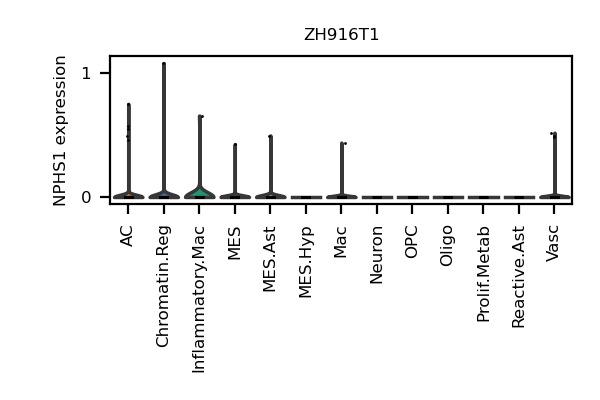 ZH916T1
NPHS1 expression
1
0
AC
Chromatin.Reg
Inflammatory.Mac
MES
MES.Ast
MES.Hyp
Mac
Neuron
OPC
Oligo
Prolif.Metab
Reactive.Ast
Vasc